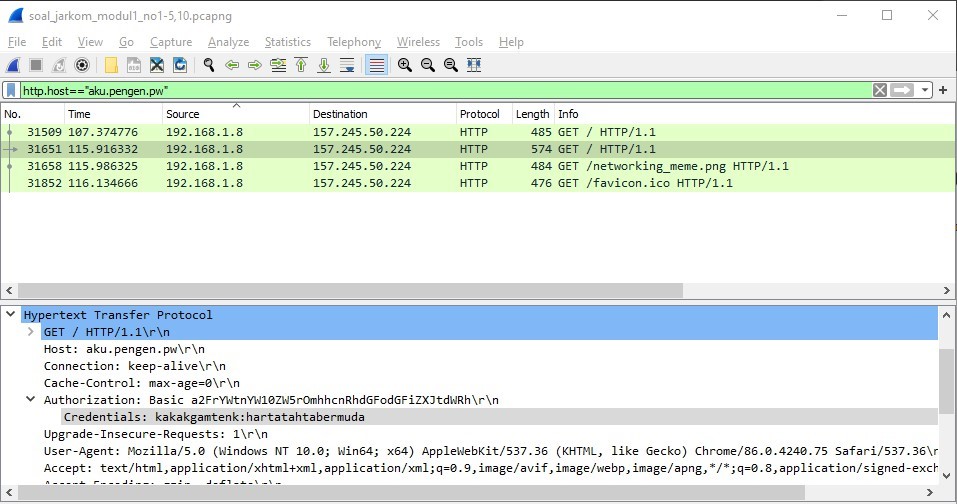 soal_jarkom_modul1_no1-5,10.pcapng
File Edit View Go Capture Analyze Statistics Telephony Wireless Tools Help
http.host=="aku.pengen.pw"
No. Time Source Destination Protocol Length Info
31509 107.374776 192.168.1.8 157.245.50.224 HTTP 485 GET / HTTP/1.1
31651 115.916332 192.168.1.8 157.245.50.224 HTTP 574 GET / HTTP/1.1
31658 115.986325 192.168.1.8 157.245.50.224 HTTP 484 GET /networking_meme.png HTTP/1.1
31852 116.134666 192.168.1.8 157.245.50.224 HTTP 476 GET /favicon.ico HTTP/1.1
Hypertext Transfer Protocol
GET / HTTP/1.1\r\n
Host: aku.pengen.pw\r\n
Connection: keep-alive\r\n
Cache-Control: max-age=0\r\n
Authorization: Basic a2FrYWtnYW10ZW5rOmhhcnRhdGFodGFiZXJtdWRh\r\n
Credentials: kakakgamtenk:hartatahtabermuda
Upgrade-Insecure-Requests: 1\r\n
User-Agent: Mozilla/5.0 (Windows NT 10.0; Win64; x64) AppleWebKit/537.36 (KHTML, like Gecko) Chrome/86.0.4240.75 Safari/537.36\r
Accept: text/html,application/xhtml+xml,application/xml;q=0.9,image/avif,image/webp,image/apng,*/*;q=0.8,application/signed-exch
Accept-Encoding: gzip, deflate\r\n